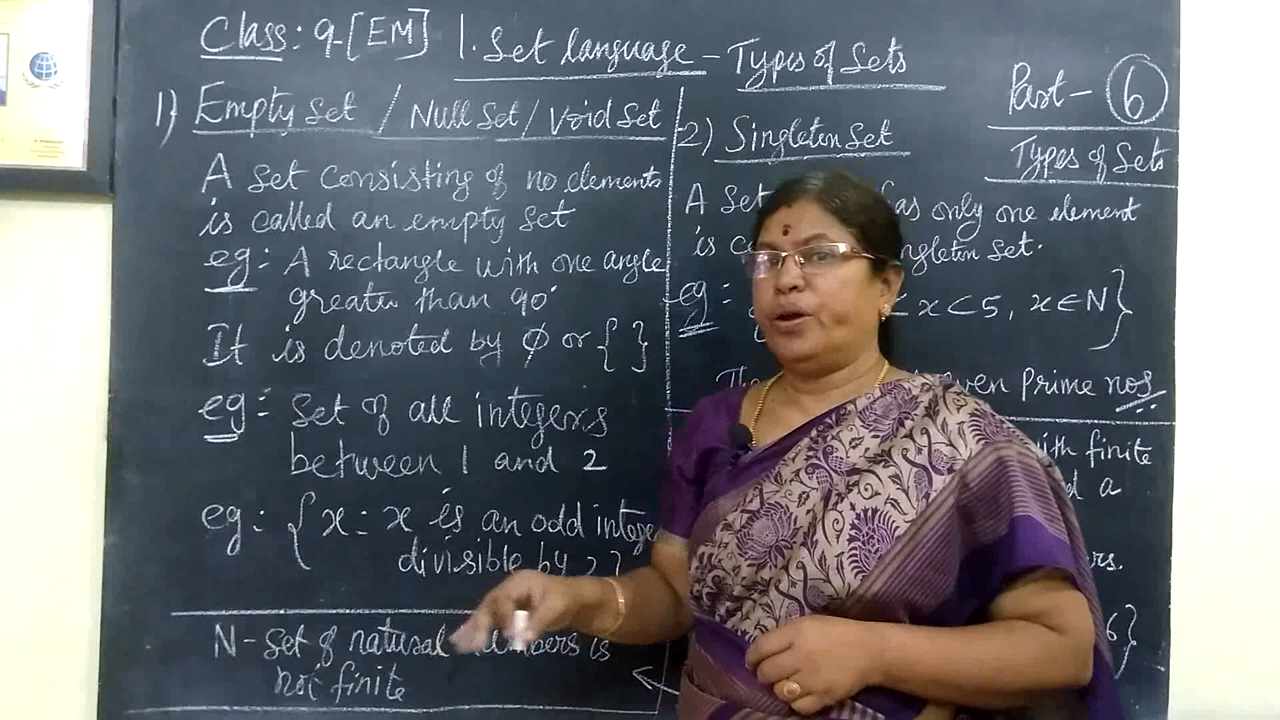 Class: 9-[EM] 1. Set language - Types of Sets
Part - 6
Types of Sets
1) Empty Set / Null Set / Void Set
A Set consisting of no elements
is called an empty set
eg: A rectangle with one angle
greater than 90°
It is denoted by ϕ or { }
eg: Set of all integers
between 1 and 2
eg: { x : x is an odd integer
divisible by 2 }
N - Set of natural numbers is
not finite
2) Singleton Set
A Set as only one element
is ngleton Set.
eg: x < 5, x ∈ N}
even prime nos
ith finite
d a
rs.
6}